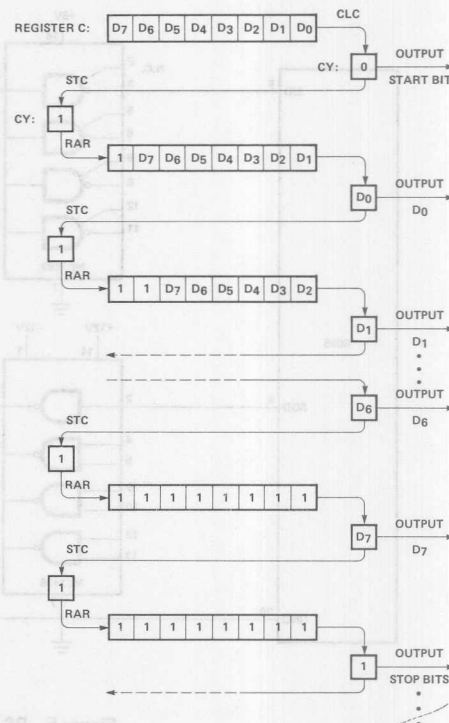 CLC
REGISTER C: D7 D6 D5 D4 D3 D2 D1 D0
CY: 0 OUTPUT
START BIT
STC
CY: 1
RAR
1 D7 D6 D5 D4 D3 D2 D1
D0 OUTPUT
D0
STC
1
RAR
1 1 D7 D6 D5 D4 D3 D2
D1 OUTPUT
D1
D6 OUTPUT
D6
STC
1
RAR
1 1 1 1 1 1 1 1
D7 OUTPUT
D7
STC
1
RAR
1 1 1 1 1 1 1 1
1 OUTPUT
STOP BITS